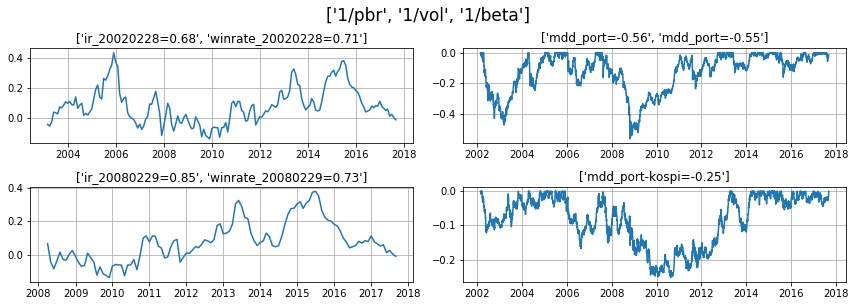 ['1/pbr', '1/vol', '1/beta']
['ir_20020228=0.68', 'winrate_20020228=0.71']
0.4
0.2
0.0
2004 2006 2008 2010 2012 2014 2016 2018
['mdd_port=-0.56', 'mdd_port=-0.55']
0.0
−0.2
−0.4
2002 2004 2006 2008 2010 2012 2014 2016 2018
['ir_20080229=0.85', 'winrate_20080229=0.73']
0.4
0.2
0.0
2008 2009 2010 2011 2012 2013 2014 2015 2016 2017 2018
['mdd_port-kospi=-0.25']
0.0
−0.1
−0.2
2002 2004 2006 2008 2010 2012 2014 2016 2018